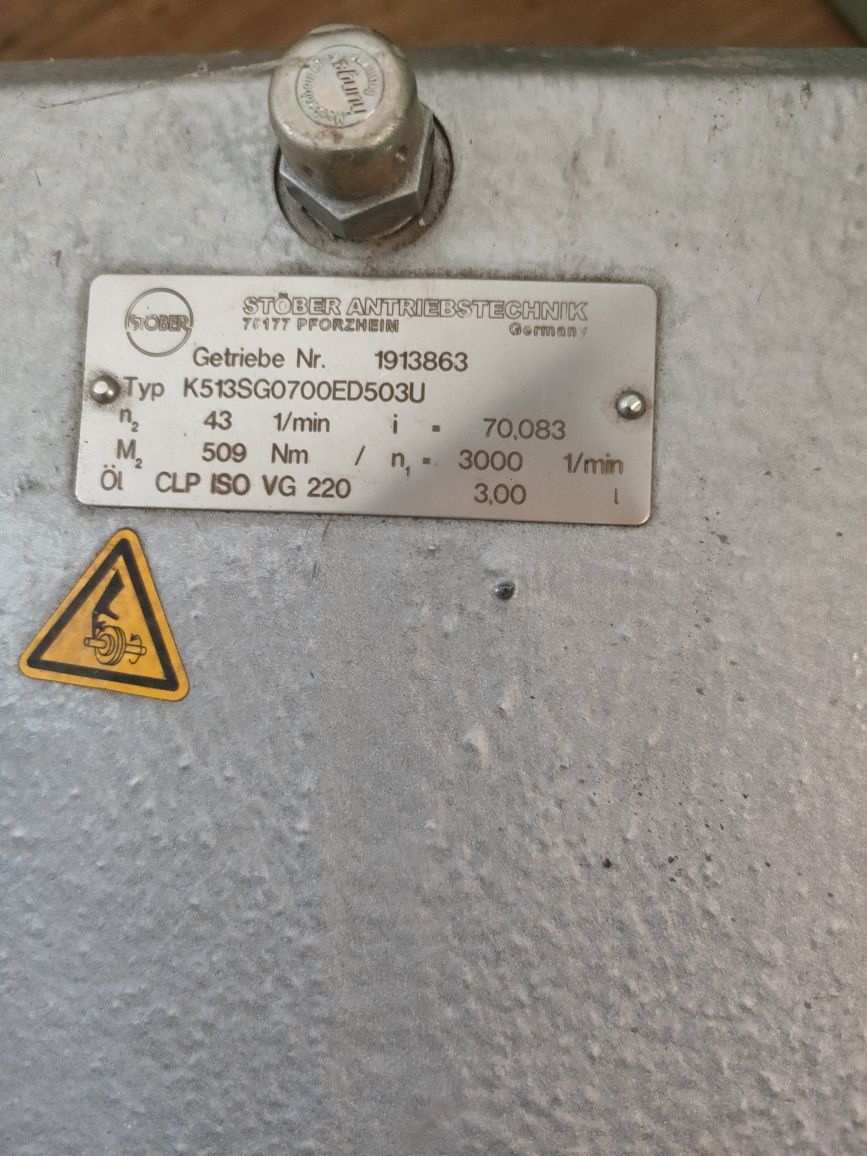 STÖBER
STÖBER ANTRIEBSTECHNIK
75177 PFORZHEIM Germany
Getriebe Nr. 1913863
Typ K513SG0700ED503U
n₂ 43 1/min i = 70,083
M₂ 509 Nm / n₁ = 3000 1/min
Öl CLP ISO VG 220 3,00 l